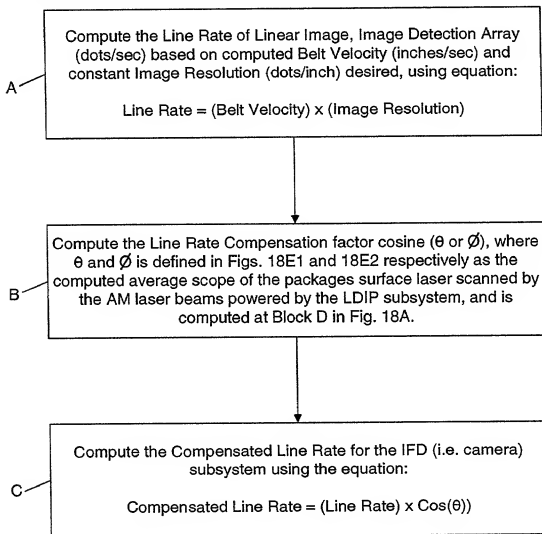 Compute the Line Rate of Linear Image, Image Detection Array
(dots/sec) based on computed Belt Velocity (inches/sec) and
constant Image Resolution (dots/inch) desired, using equation:
A
Line Rate = (Belt Velocity) x (Image Resolution)
Compute the Line Rate Compensation factor cosine (θ or Ø), where
θ and Ø is defined in Figs. 18E1 and 18E2 respectively as the
computed average scope of the packages surface laser scanned by
B
the AM laser beams powered by the LDIP subsystem, and is
computed at Block D in Fig. 18A.
Compute the Compensated Line Rate for the IFD (i.e. camera)
subsystem using the equation:
C
Compensated Line Rate = (Line Rate) x Cos(θ))